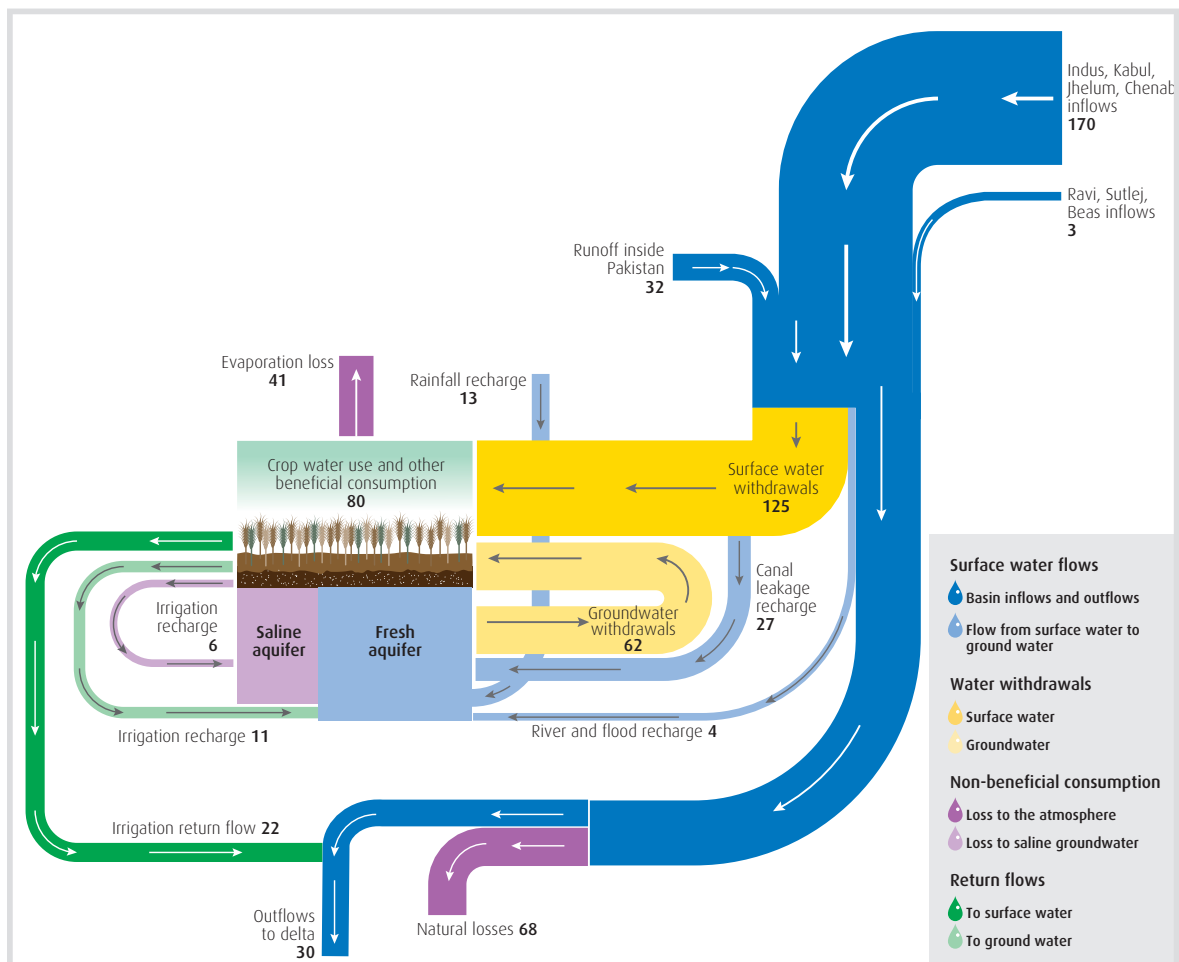 Indus, Kabul,
Jhelum, Chenab
inflows
170
Ravi, Sutlej,
Beas inflows
3
Runoff inside
Pakistan
32
Evaporation loss
41
Rainfall recharge
13
Crop water use and other
beneficial consumption
80
Surface water
withdrawals
125
Canal
leakage
recharge
27
Groundwater
withdrawals
62
Irrigation
recharge
6
Saline
aquifer
Fresh
aquifer
Irrigation recharge 11
River and flood recharge 4
Irrigation return flow 22
Outflows
to delta
30
Natural losses 68
Surface water flows
Basin inflows and outflows
Flow from surface water to
ground water
Water withdrawals
Surface water
Groundwater
Non-beneficial consumption
Loss to the atmosphere
Loss to saline groundwater
Return flows
To surface water
To ground water